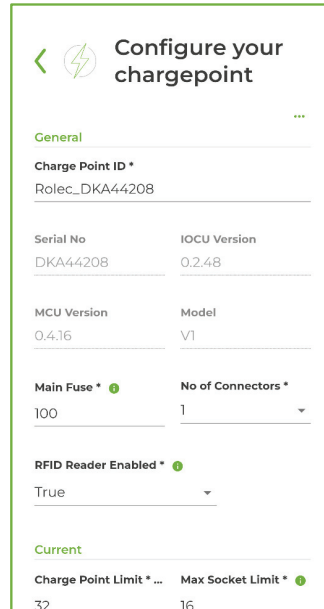 Configure your
chargepoint
...
General
Charge Point ID *
Rolec_DKA44208
Serial No IOCU Version
DKA44208 0.2.48
MCU Version Model
0.4.16 V1
Main Fuse * No of Connectors *
100 1
RFID Reader Enabled *
True
Current
Charge Point Limit * ... Max Socket Limit *
32 16